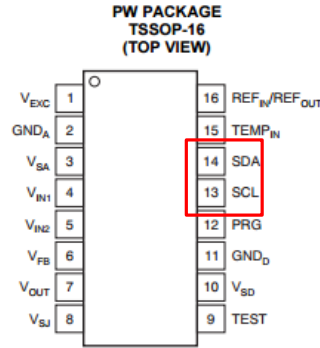 PW PACKAGE
TSSOP-16
(TOP VIEW)
VEXC 1 16 REFIN/REFOUT
GNDA 2 15 TEMPIN
VSA 3 14 SDA
VIN1 4 13 SCL
VIN2 5 12 PRG
VFB 6 11 GNDD
VOUT 7 10 VSD
VSJ 8 9 TEST